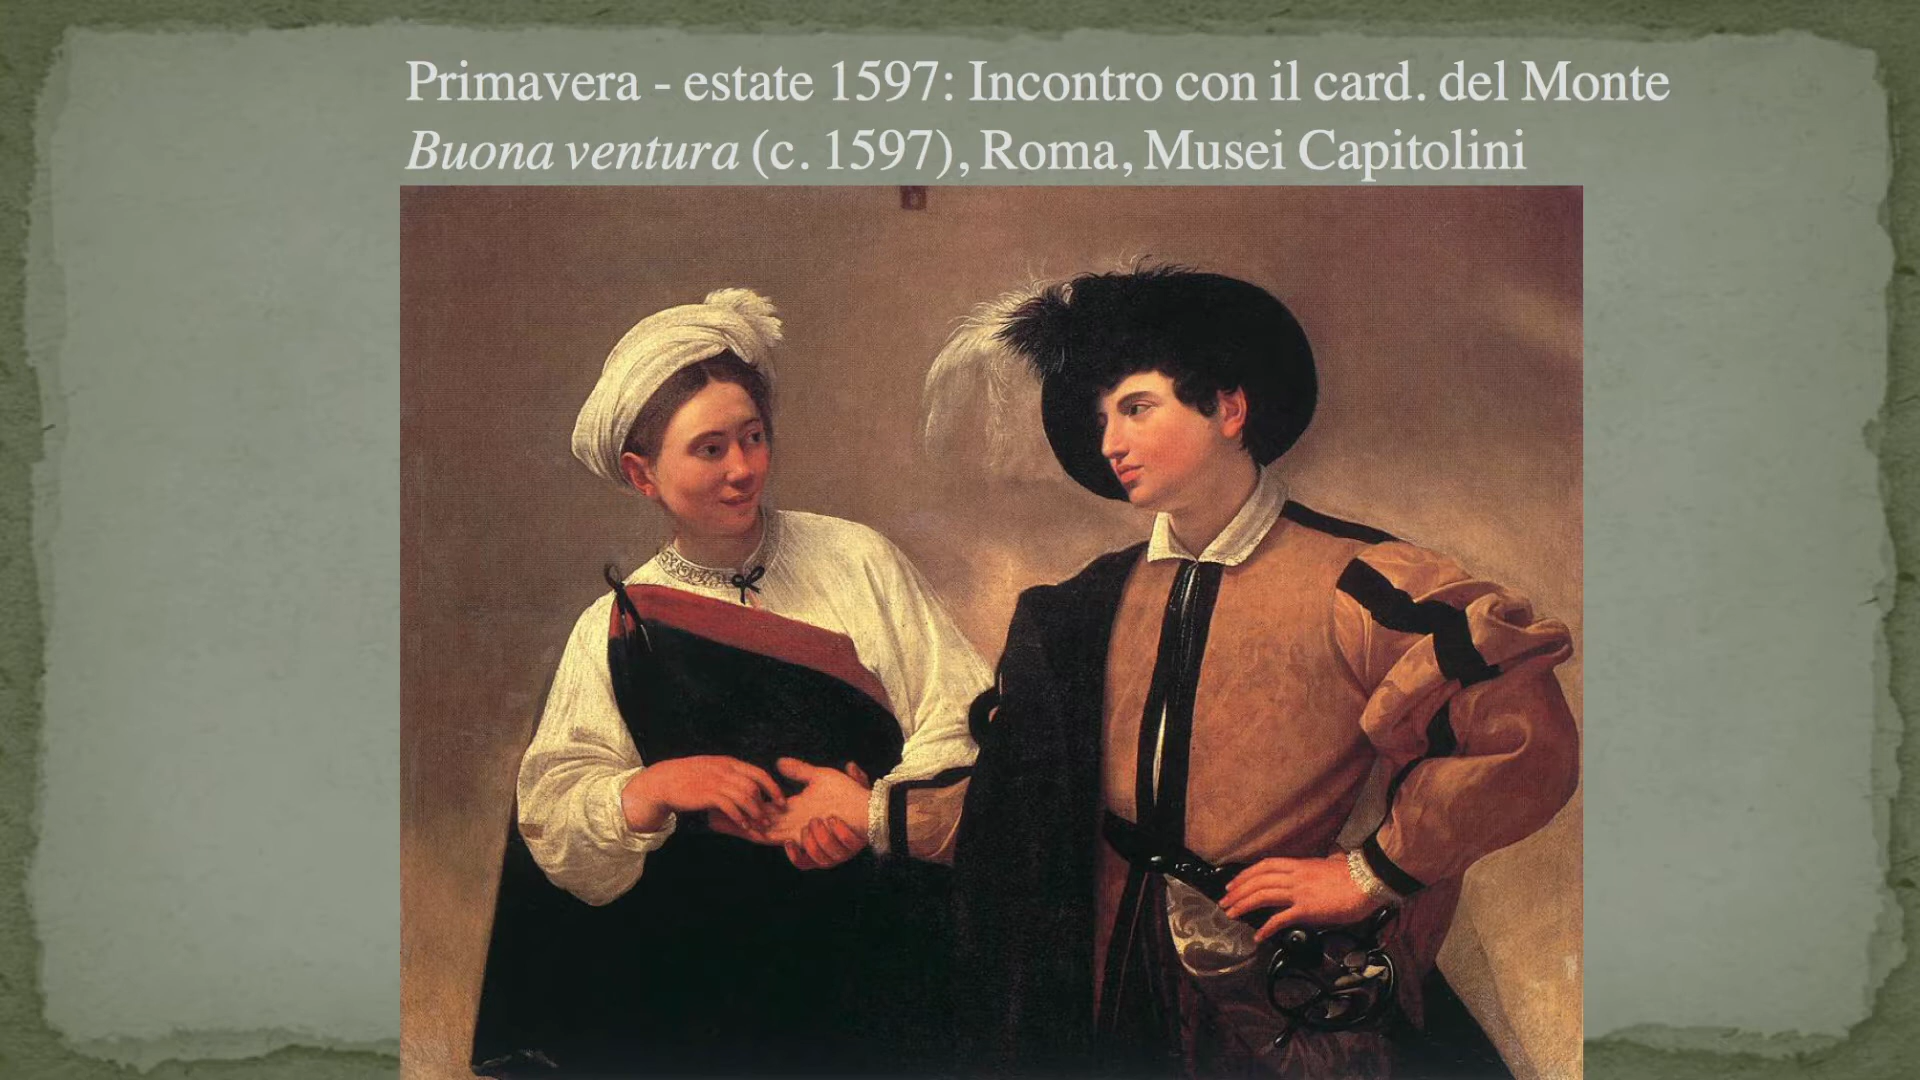 Primavera - estate 1597: Incontro con il card. del Monte
Buona ventura (c. 1597), Roma, Musei Capitolini